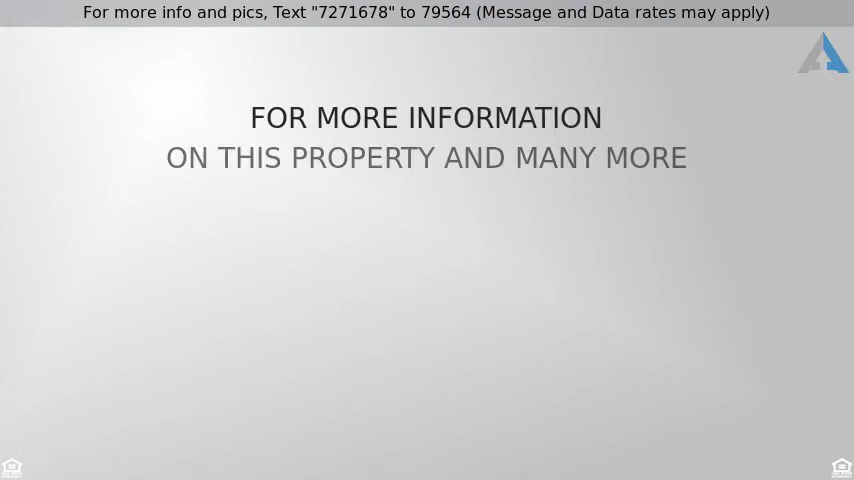 For more info and pics, Text "7271678" to 79564 (Message and Data rates may apply)
FOR MORE INFORMATION
ON THIS PROPERTY AND MANY MORE